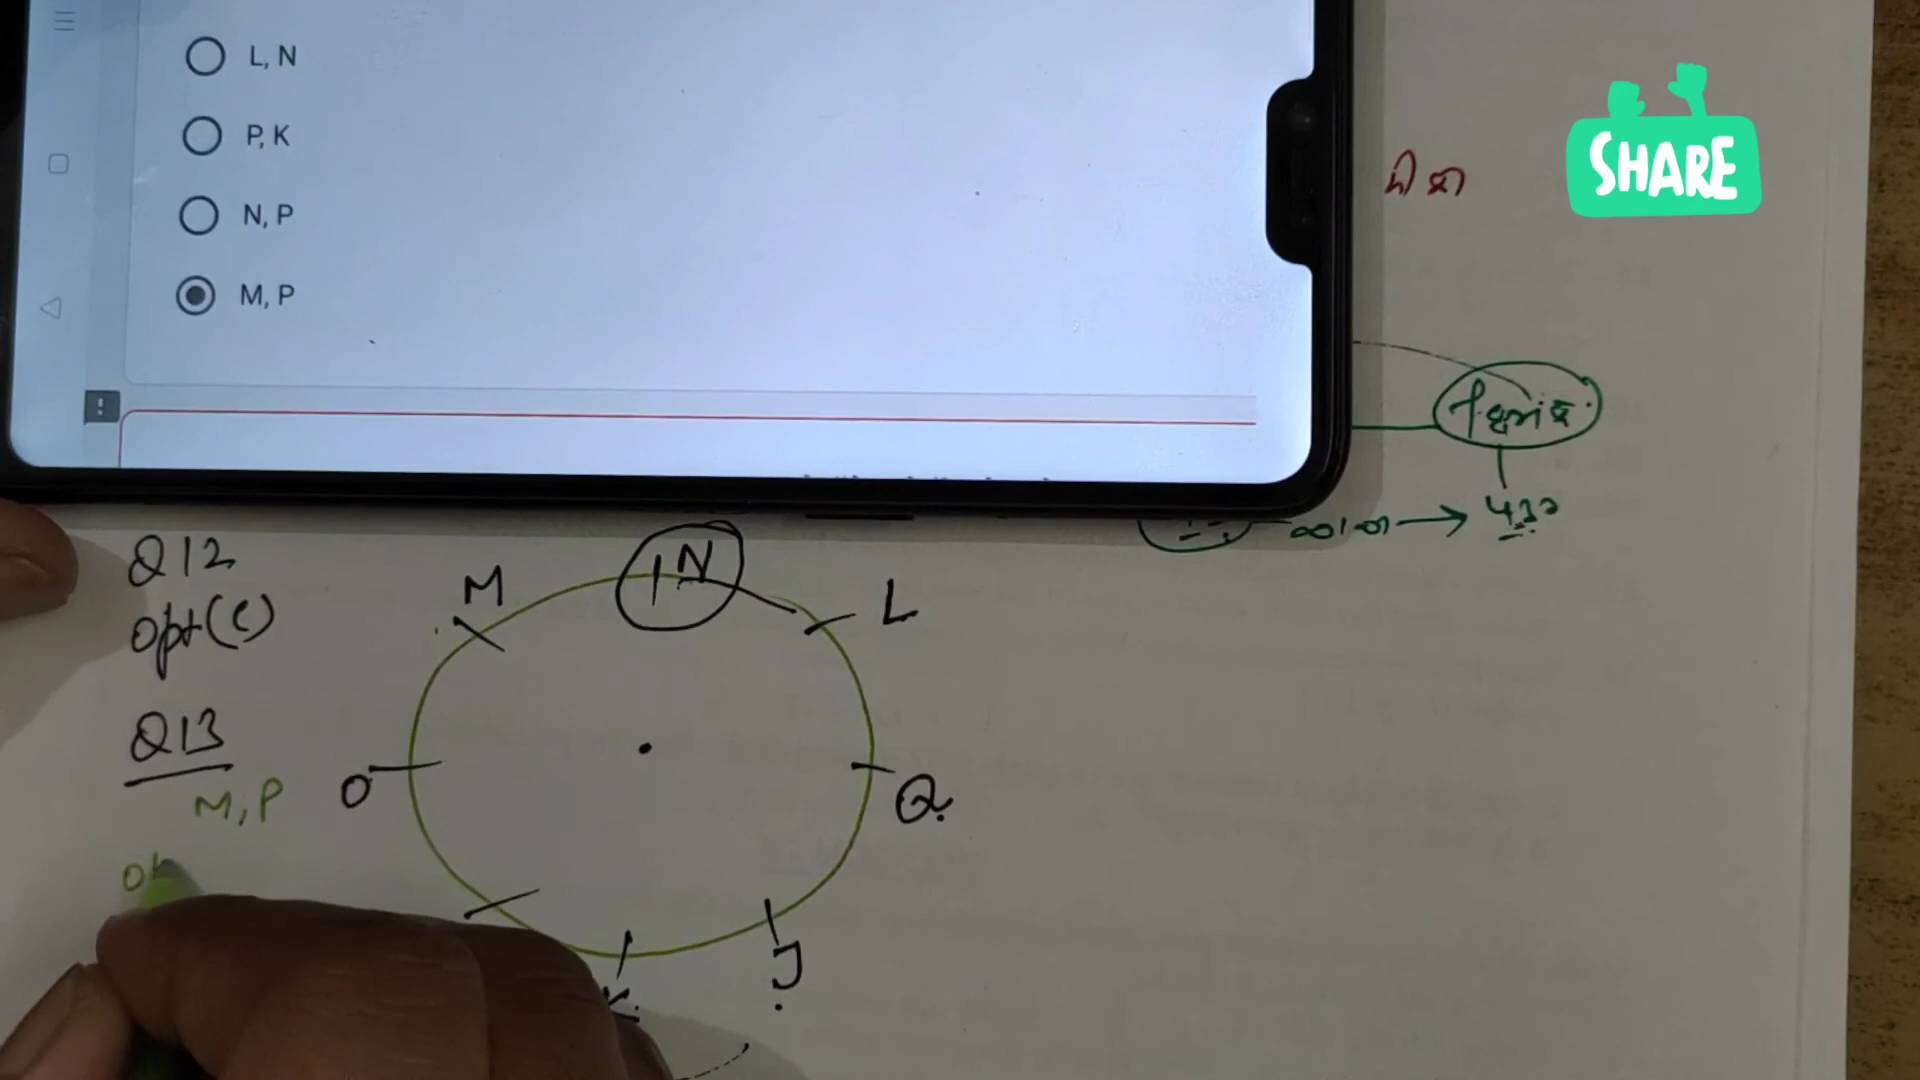 L, N
P, K
N, P
M, P
SHARE
Q12
opt(C)
Q13
M, P
M
N
L
O
Q.
K.
J